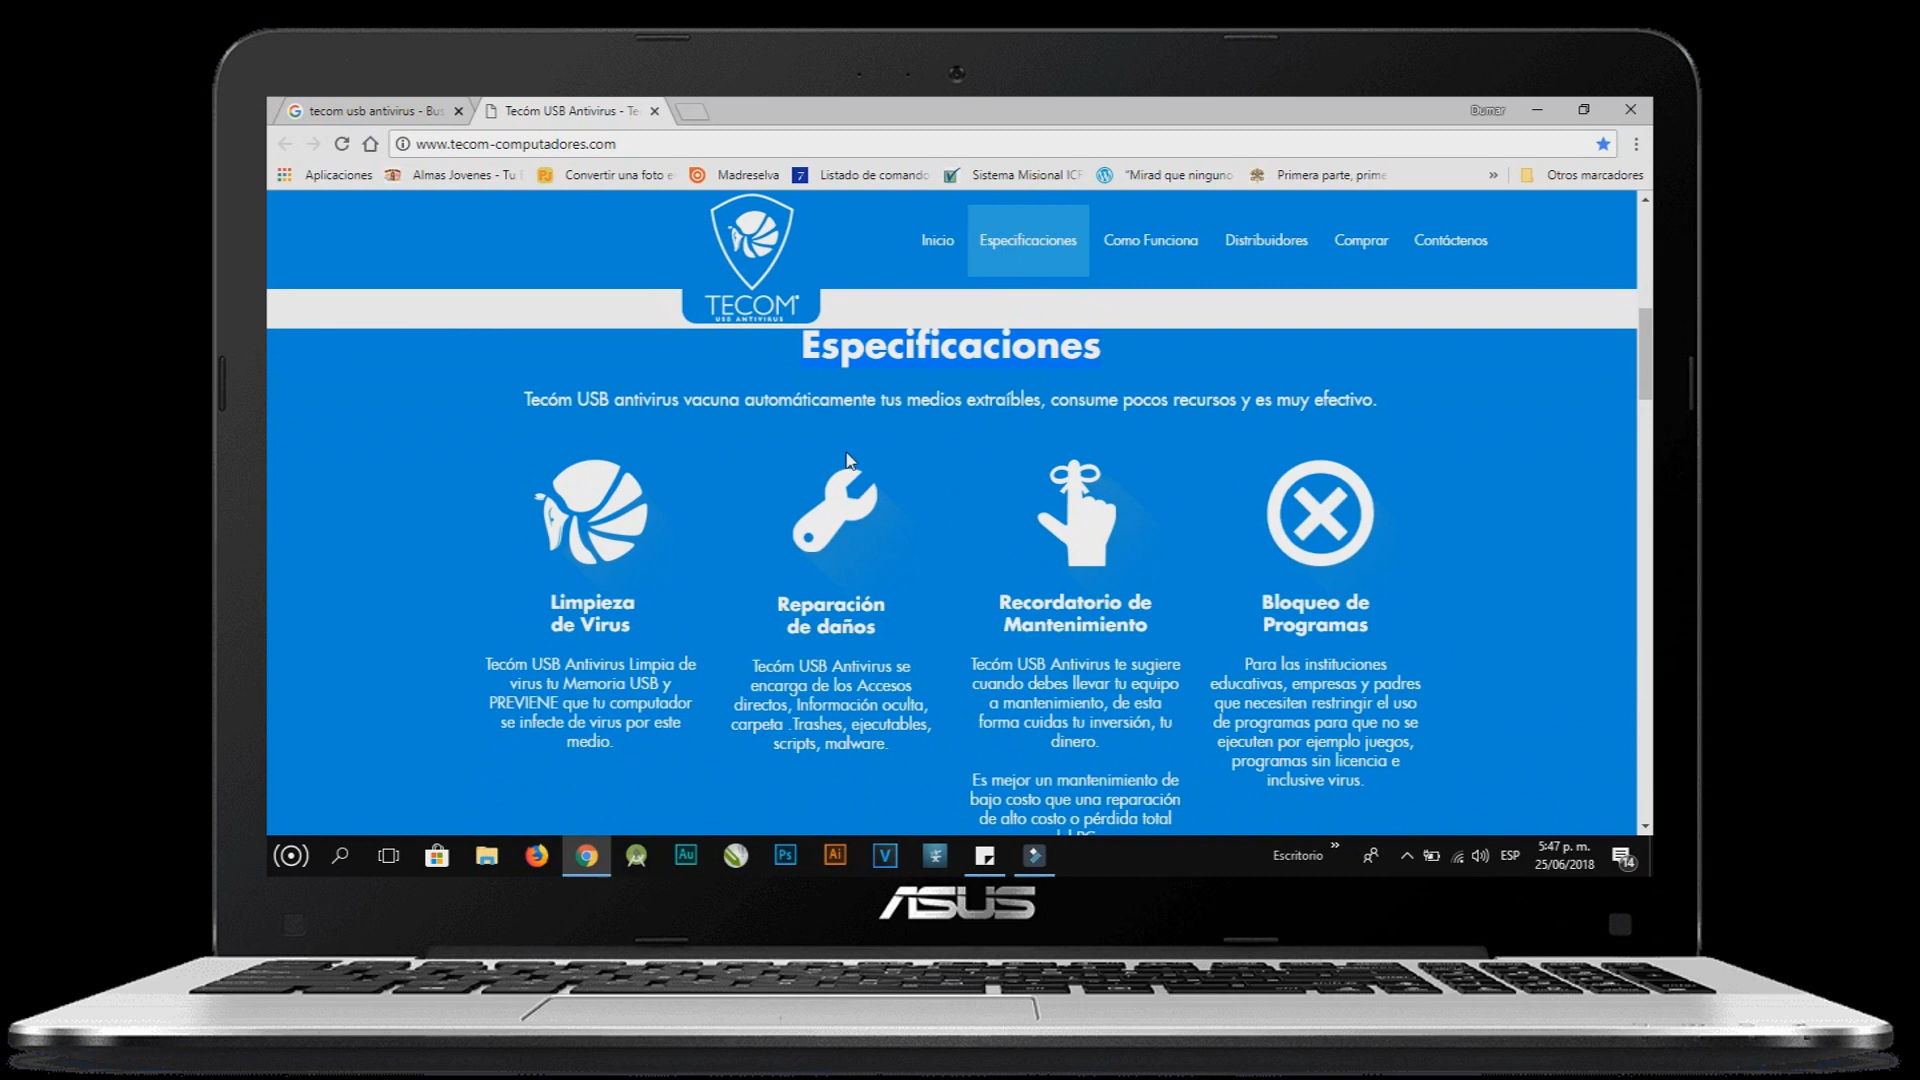 tecom usb antivirus - Bus
Tecóm USB Antivirus - Te
Dumar
www.tecom-computadores.com
Aplicaciones
Almas Jovenes - Tu
Convertir una foto e
Madreselva
7
Listado de comando
Sistema Misional ICF
"Mirad que ninguno
Primera parte, prime
»
Otros marcadores
TECOM
USB ANTIVIRUS
Inicio
Especificaciones
Como Funciona
Distribuidores
Comprar
Contáctenos
Especificaciones
Tecóm USB antivirus vacuna automáticamente tus medios extraíbles, consume pocos recursos y es muy efectivo.
Limpieza
de Virus
Tecóm USB Antivirus Limpia de
virus tu Memoria USB y
PREVIENE que tu computador
se infecte de virus por este
medio.
Reparación
de daños
Tecóm USB Antivirus se
encarga de los Accesos
directos, Información oculta,
carpeta .Trashes, ejecutables,
scripts, malware.
Recordatorio de
Mantenimiento
Tecóm USB Antivirus te sugiere
cuando debes llevar tu equipo
a mantenimiento, de esta
forma cuidas tu inversión, tu
dinero.
Es mejor un mantenimiento de
bajo costo que una reparación
de alto costo o pérdida total
Bloqueo de
Programas
Para las instituciones
educativas, empresas y padres
que necesiten restringir el uso
de programas para que no se
ejecuten por ejemplo juegos,
programas sin licencia e
inclusive virus.
Au
Ps
Ai
V
Escritorio
»
ESP
5:47 p. m.
25/06/2018
14
ASUS